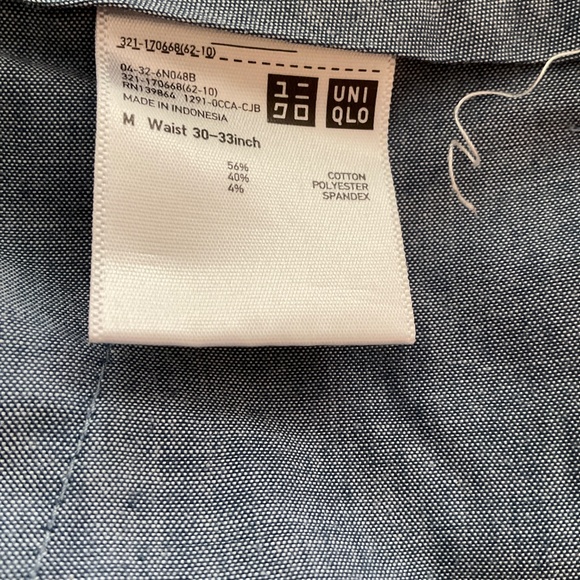 321-170668(62-10)
04-32-6N048B
321-170668(62-10)
RN139864 1291-0CCA-CJB
MADE IN INDONESIA
ユニ
クロ
UNI
QLO
M Waist 30-33inch
56% COTTON
40% POLYESTER
4% SPANDEX